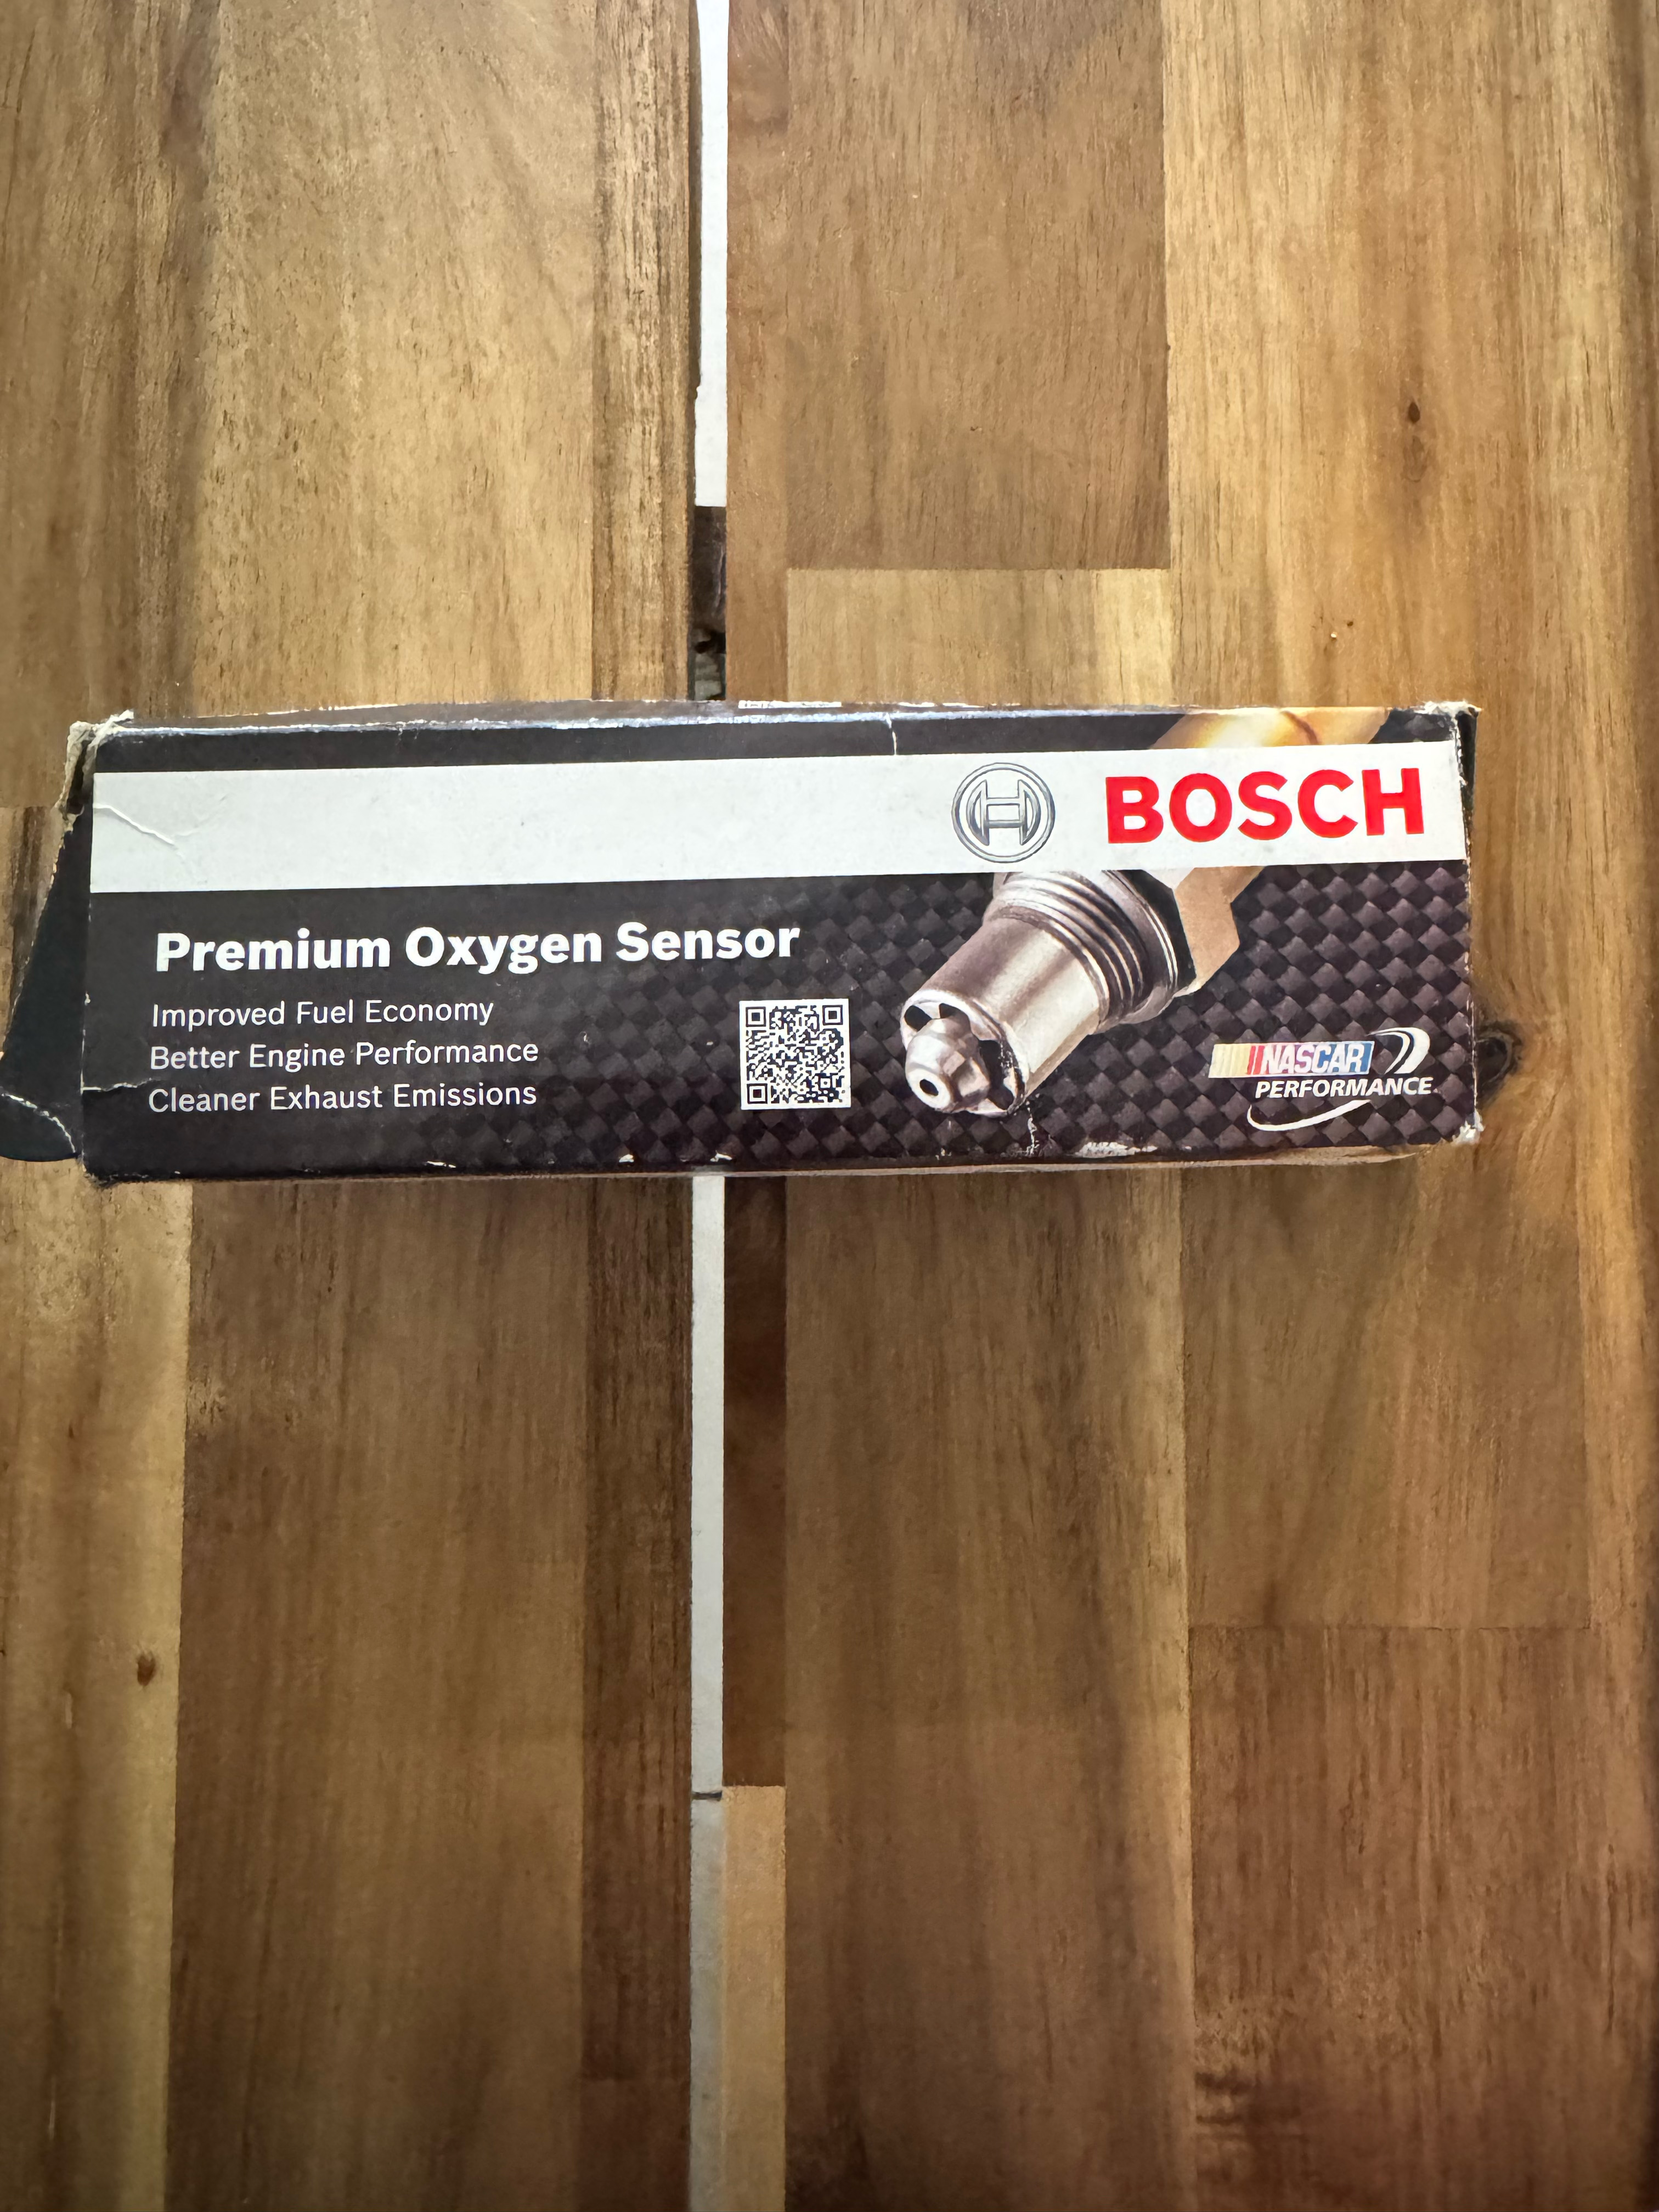 BOSCH
Premium Oxygen Sensor
Improved Fuel Economy
Better Engine Performance
Cleaner Exhaust Emissions
NASCAR
PERFORMANCE